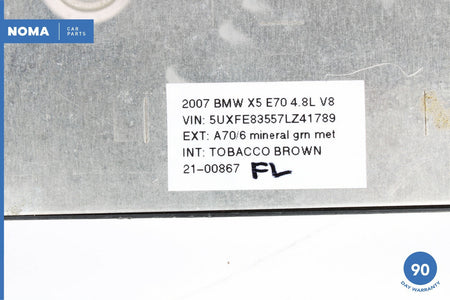 NOMA CAR PARTS
2007 BMW X5 E70 4.8L V8
VIN: 5UXFE83557LZ41789
EXT: A70/6 mineral grn met
INT: TOBACCO BROWN
21-00867 FL
90
DAY WARRANTY